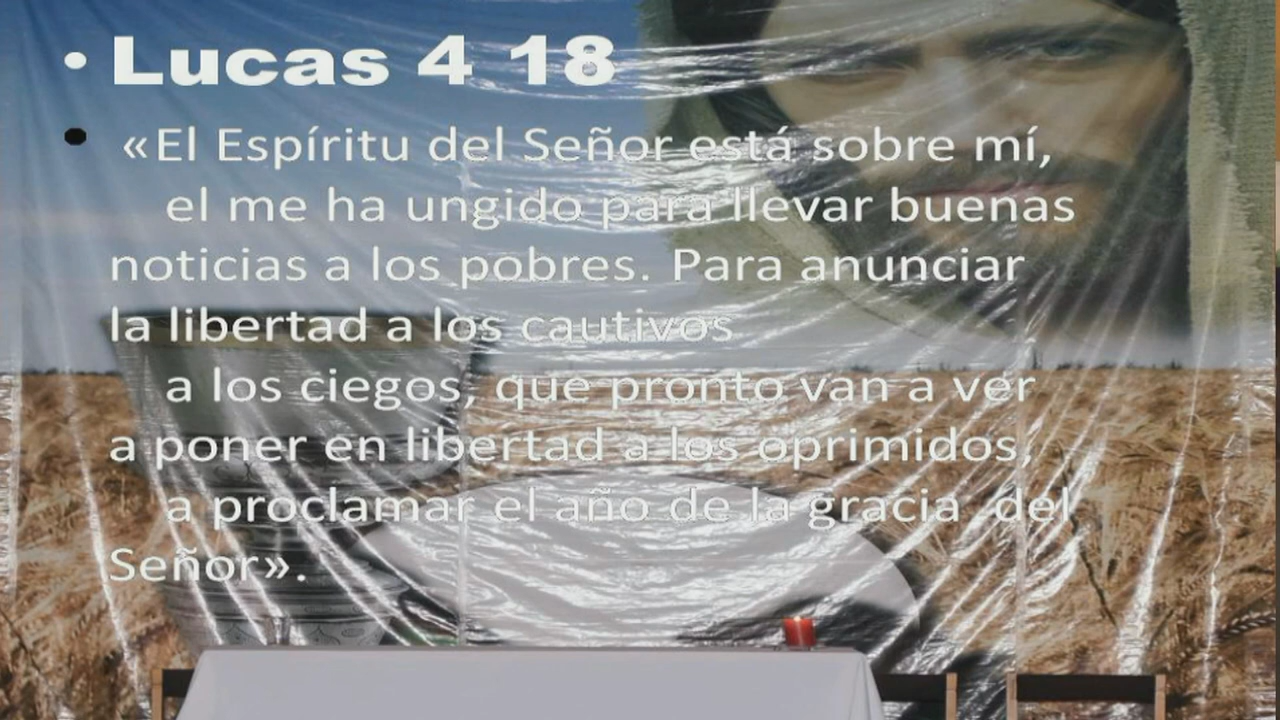 • Lucas 4 18
• «El Espíritu del Señor está sobre mí,
el me ha ungido para llevar buenas
noticias a los pobres. Para anunciar
la libertad a los cautivos
a los ciegos, que pronto van a ver
a poner en libertad a los oprimidos,
a proclamar el año de la gracia del
Señor».